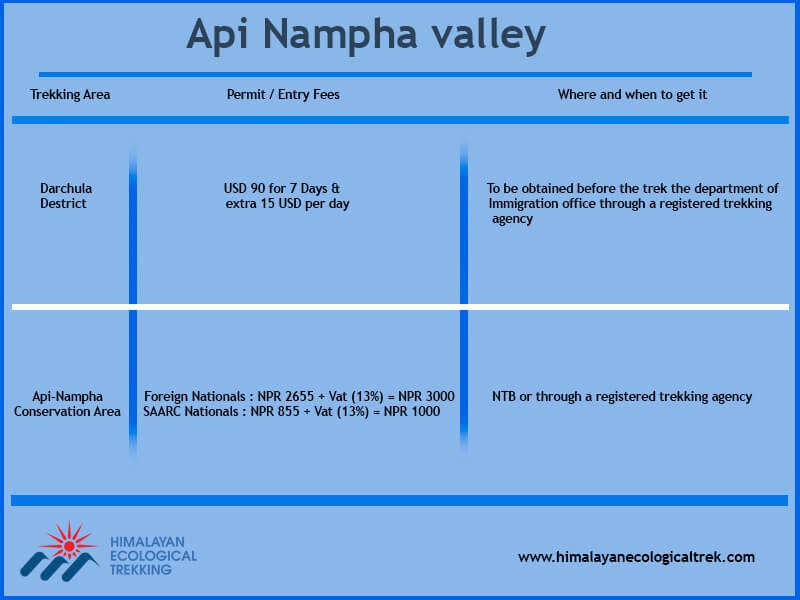 Api Nampha valley
Trekking Area
Permit / Entry Fees
Where and when to get it
Darchula
Destrict
USD 90 for 7 Days &
extra 15 USD per day
To be obtained before the trek the department of
Immigration office through a registered trekking
agency
Api-Nampha
Conservation Area
Foreign Nationals : NPR 2655 + Vat (13%) = NPR 3000
SAARC Nationals : NPR 855 + Vat (13%) = NPR 1000
NTB or through a registered trekking agency
HIMALAYAN
ECOLOGICAL
TREKKING
www.himalayanecologicaltrek.com